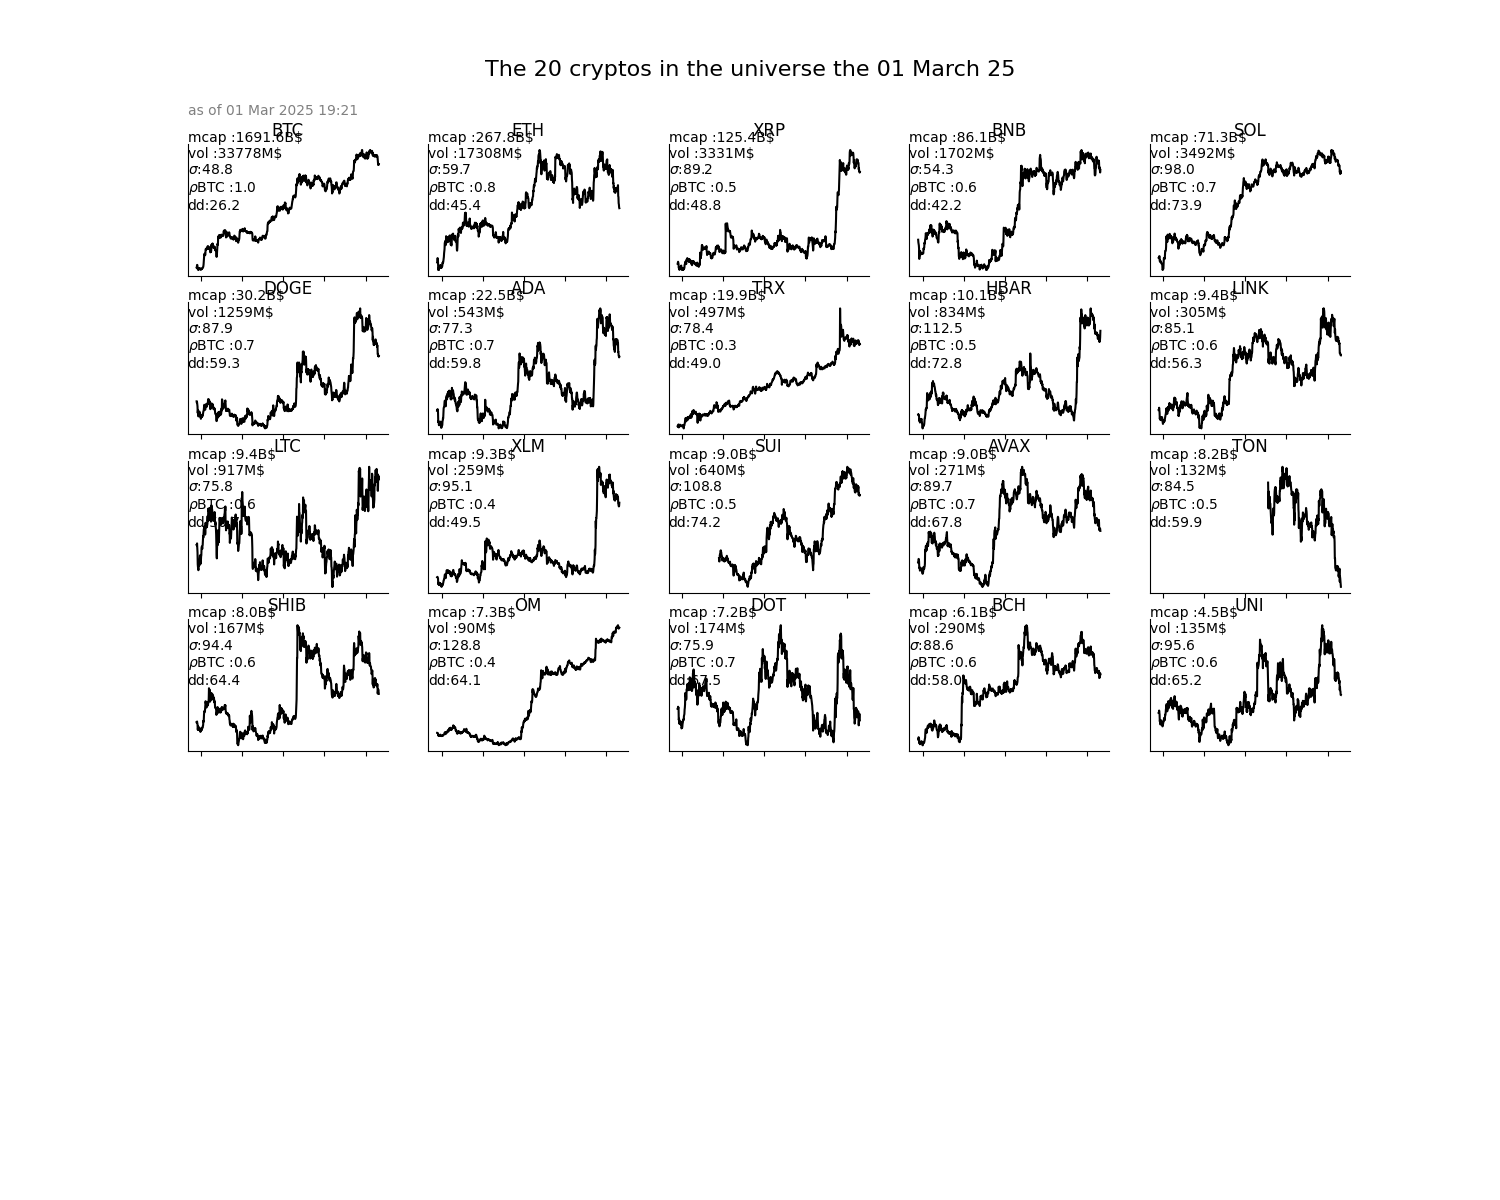 The 20 cryptos in the universe the 01 March 25
as of 01 Mar 2025 19:21
BTC
mcap :1691.6B$
vol :33778M$
σ:48.8
ρBTC :1.0
dd:26.2
ETH
mcap :267.8B$
vol :17308M$
σ:59.7
ρBTC :0.8
dd:45.4
XRP
mcap :125.4B$
vol :3331M$
σ:89.2
ρBTC :0.5
dd:48.8
BNB
mcap :86.1B$
vol :1702M$
σ:54.3
ρBTC :0.6
dd:42.2
SOL
mcap :71.3B$
vol :3492M$
σ:98.0
ρBTC :0.7
dd:73.9
DOGE
mcap :30.2B$
vol :1259M$
σ:87.9
ρBTC :0.7
dd:59.3
ADA
mcap :22.5B$
vol :543M$
σ:77.3
ρBTC :0.7
dd:59.8
TRX
mcap :19.9B$
vol :497M$
σ:78.4
ρBTC :0.3
dd:49.0
HBAR
mcap :10.1B$
vol :834M$
σ:112.5
ρBTC :0.5
dd:72.8
LINK
mcap :9.4B$
vol :305M$
σ:85.1
ρBTC :0.6
dd:56.3
LTC
mcap :9.4B$
vol :917M$
σ:75.8
ρBTC :0.6
XLM
mcap :9.3B$
vol :259M$
σ:95.1
ρBTC :0.4
dd:49.5
SUI
mcap :9.0B$
vol :640M$
σ:108.8
ρBTC :0.5
dd:74.2
AVAX
mcap :9.0B$
vol :271M$
σ:89.7
ρBTC :0.7
dd:67.8
TON
mcap :8.2B$
vol :132M$
σ:84.5
ρBTC :0.5
dd:59.9
SHIB
mcap :8.0B$
vol :167M$
σ:94.4
ρBTC :0.6
dd:64.4
OM
mcap :7.3B$
vol :90M$
σ:128.8
ρBTC :0.4
dd:64.1
DOT
mcap :7.2B$
vol :174M$
σ:75.9
ρBTC :0.7
dd:57.5
BCH
mcap :6.1B$
vol :290M$
σ:88.6
ρBTC :0.6
dd:58.0
UNI
mcap :4.5B$
vol :135M$
σ:95.6
ρBTC :0.6
dd:65.2